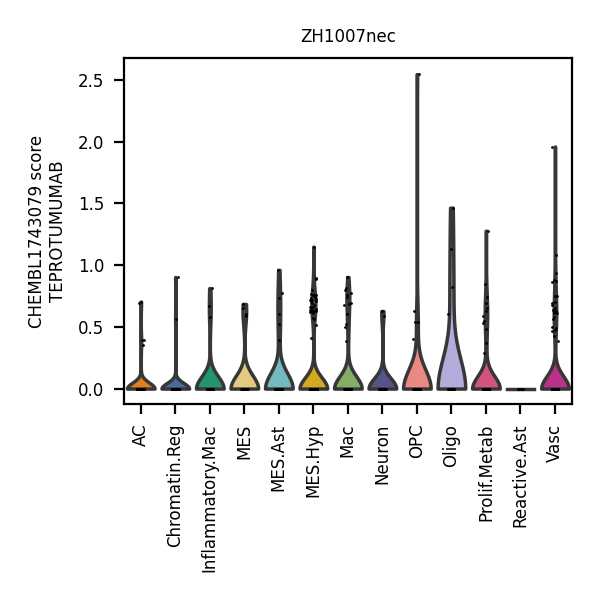 ZH1007nec
CHEMBL1743079 score
TEPROTUMUMAB
2.5
2.0
1.5
1.0
0.5
0.0
AC
Chromatin.Reg
Inflammatory.Mac
MES
MES.Ast
MES.Hyp
Mac
Neuron
OPC
Oligo
Prolif.Metab
Reactive.Ast
Vasc